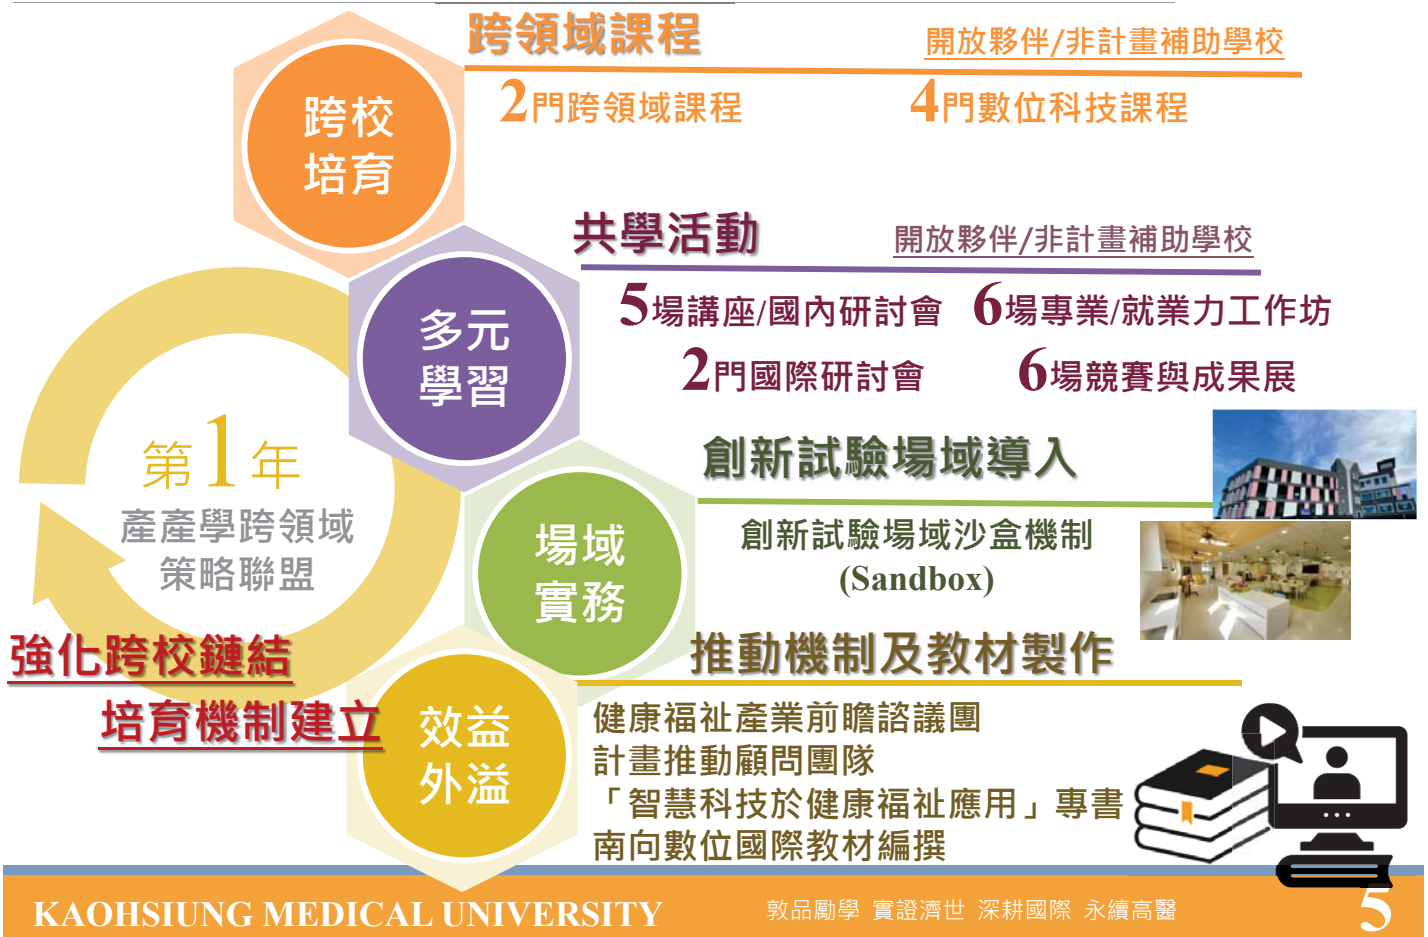 跨領域課程
開放夥伴/非計畫補助學校
2門跨領域課程
4門數位科技課程
跨校
培育
共學活動
開放夥伴/非計畫補助學校
5場講座/國內研討會
6場專業/就業力工作坊
2門國際研討會
6場競賽與成果展
多元
學習
第1年
產產學跨領域
策略聯盟
強化跨校鏈結
培育機制建立
創新試驗場域導入
創新試驗場域沙盒機制
(Sandbox)
場域
實務
推動機制及教材製作
健康福祉產業前瞻諮議團
計畫推動顧問團隊
「智慧科技於健康福祉應用」專書
南向數位國際教材編撰
效益
外溢
KAOHSIUNG MEDICAL UNIVERSITY
敦品勵學 實證濟世 深耕國際 永續高醫
5